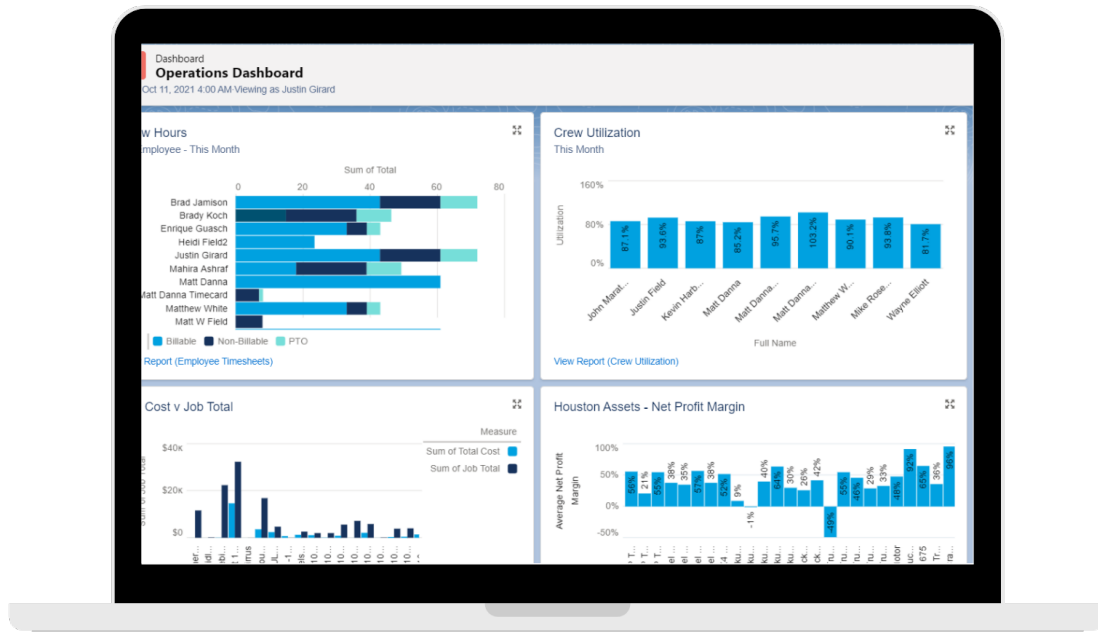 Dashboard
Operations Dashboard
Oct 11, 2021 4:00 AM·Viewing as Justin Girard
w Hours
mployee - This Month
Sum of Total
0 20 40 60 80
Brad Jamison
Brady Koch
Enrique Guasch
Heidi Field2
Justin Girard
Mahira Ashraf
Matt Danna
Matt Danna Timecard
Matthew White
Matt W Field
Billable Non-Billable PTO
Report (Employee Timesheets)
Crew Utilization
This Month
160%
80%
0%
Utilization
87.1% 93.6% 87% 85.2% 95.7% 103.2% 90.1% 93.8% 81.7%
John Marat... Justin Field Kevin Harb... Matt Danna Matt Danna... Matt Danna... Matthew W... Mike Rose... Wayne Elliott
Full Name
View Report (Crew Utilization)
Cost v Job Total
Measure
Sum of Total Cost
Sum of Job Total
$40K
$20K
$0
Houston Assets - Net Profit Margin
Average Net Profit
Margin
100%
50%
0%
-50%
56% 21% 55% 38% 35% 57% 38% 52% 9% -1% 40% 64% 30% 26% 42% -49% 55% 46% 29% 33% 48% 92% 65% 36% 96%